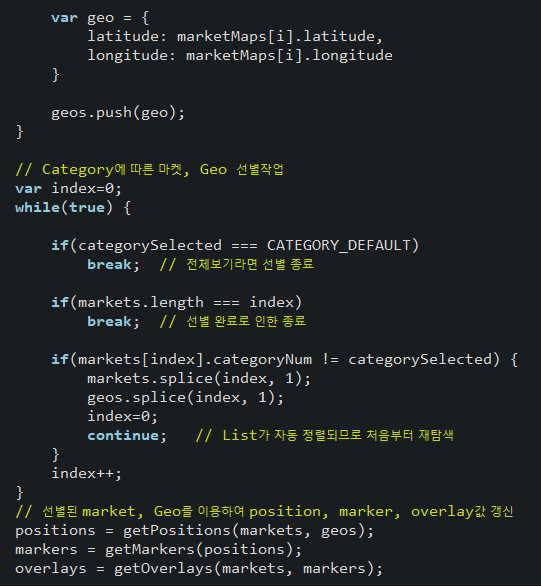 var geo = {
latitude: marketMaps[i].latitude,
longitude: marketMaps[i].longitude
}
geos.push(geo);
}
// Category에 따른 마켓, Geo 선별작업
var index=0;
while(true) {
if(categorySelected === CATEGORY_DEFAULT)
break;  // 전체보기라면 선별 종료
if(markets.length === index)
break;  // 선별 완료로 인한 종료
if(markets[index].categoryNum != categorySelected) {
markets.splice(index, 1);
geos.splice(index, 1);
index=0;
continue;   // List가 자동 정렬되므로 처음부터 재탐색
}
index++;
}
// 선별된 market, Geo를 이용하여 position, marker, overlay값 갱신
positions = getPositions(markets, geos);
markers = getMarkers(positions);
overlays = getOverlays(markets, markers);